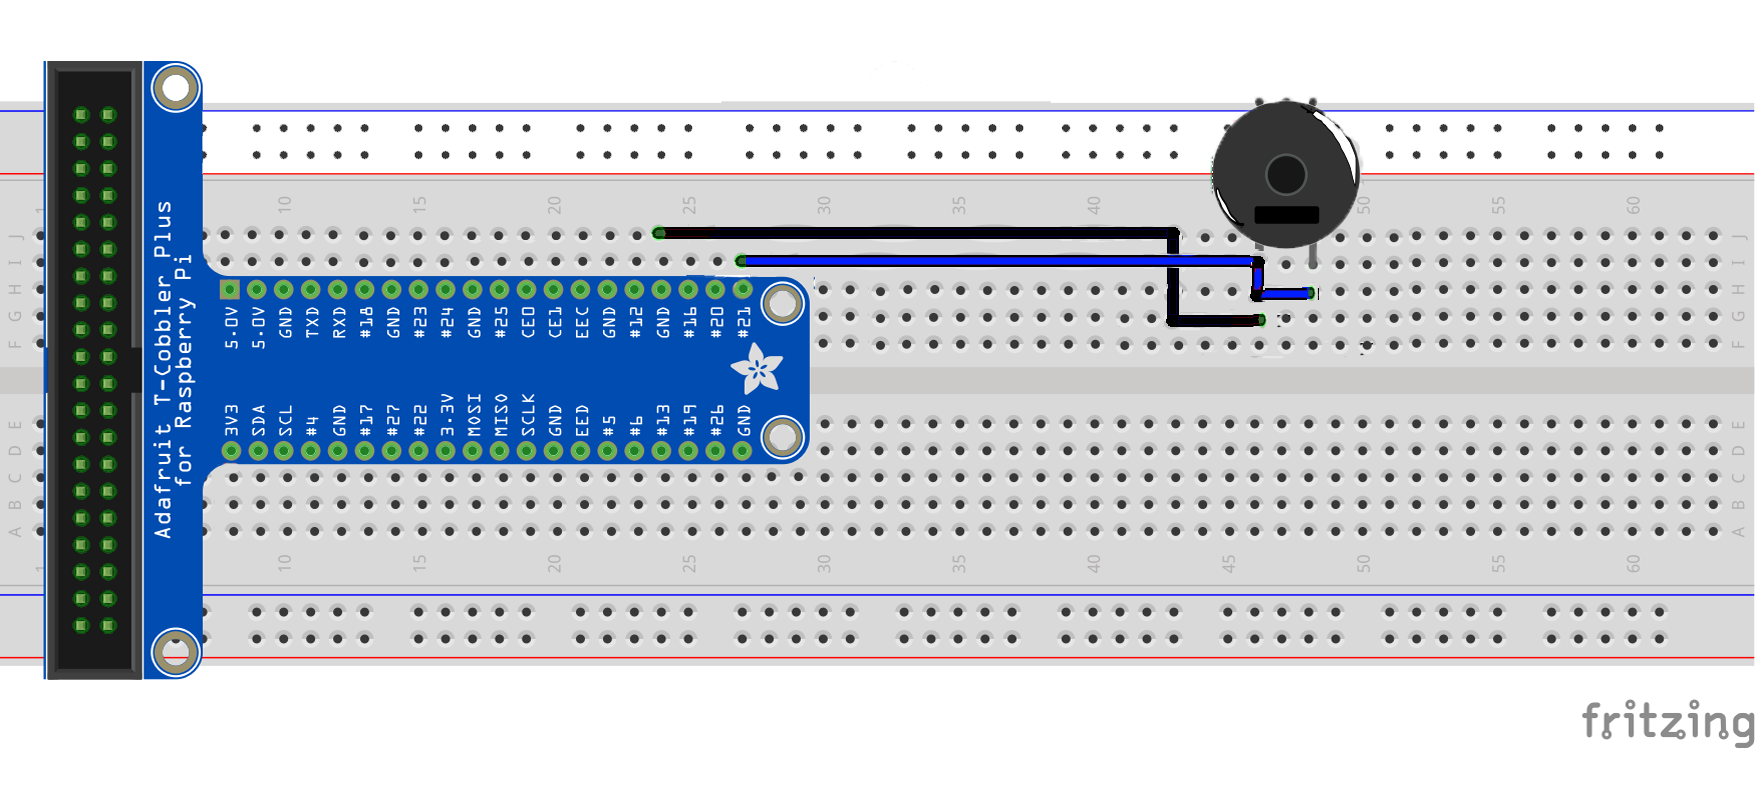 1 10 15 20 25 30 35 40 45 50 55 60
J J
I I
H H
G G
F F
5.0V 5.0V GND TXD RXD #18 GND #23 #24 GND #25 CE0 CE1 EEC GND #12 GND #16 #20 #21
Adafruit T-Cobbler Plus
for Raspberry Pi
3V3 SDA SCL #4 GND #17 #27 #22 3.3V MOSI MISO SCLK GND EED #5 #6 #13 #19 #26 GND
E E
D D
C C
B B
A A
1 10 15 20 25 30 35 40 45 50 55 60
fritzing